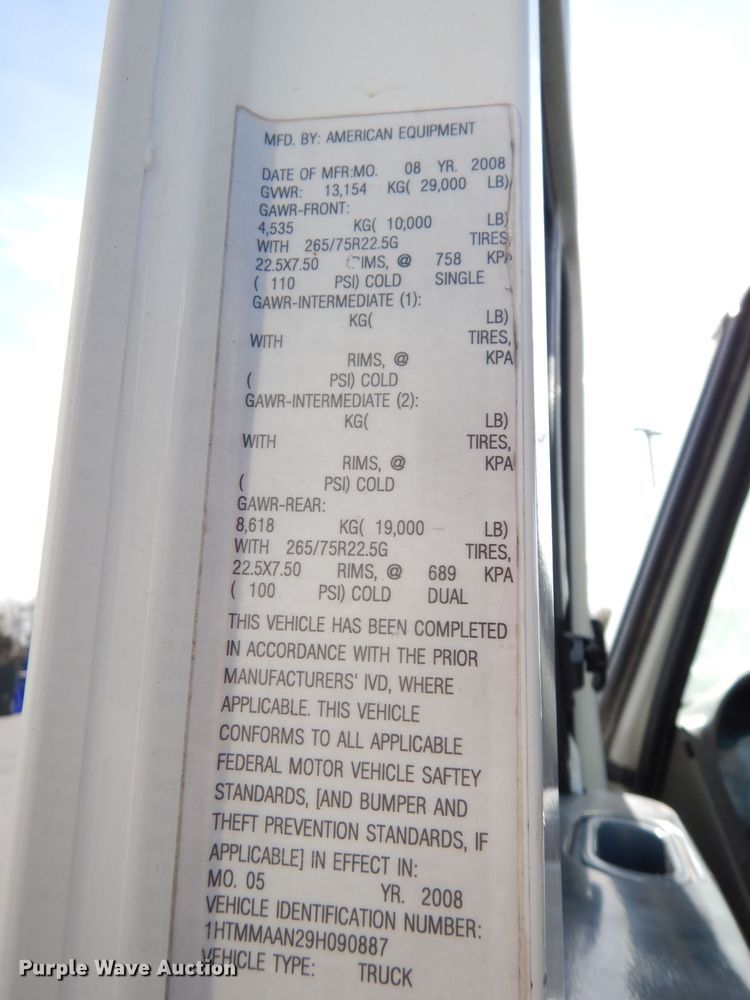 MFD. BY: AMERICAN EQUIPMENT
DATE OF MFR:MO. 08 YR. 2008
GVWR: 13,154 KG( 29,000 LB)
GAWR-FRONT:
4,535 KG( 10,000 LB)
WITH 265/75R22.5G TIRES,
22.5X7.50 RIMS, @ 758 KPA
( 110 PSI) COLD SINGLE
GAWR-INTERMEDIATE (1):
KG( LB)
WITH TIRES,
RIMS, @ KPA
( PSI) COLD
GAWR-INTERMEDIATE (2):
KG( LB)
WITH TIRES,
RIMS, @ KPA
( PSI) COLD
GAWR-REAR:
8,618 KG( 19,000 LB)
WITH 265/75R22.5G TIRES,
22.5X7.50 RIMS, @ 689 KPA
( 100 PSI) COLD DUAL
THIS VEHICLE HAS BEEN COMPLETED
IN ACCORDANCE WITH THE PRIOR
MANUFACTURERS' IVD, WHERE
APPLICABLE. THIS VEHICLE
CONFORMS TO ALL APPLICABLE
FEDERAL MOTOR VEHICLE SAFTEY
STANDARDS, [AND BUMPER AND
THEFT PREVENTION STANDARDS, IF
APPLICABLE] IN EFFECT IN:
MO. 05 YR. 2008
VEHICLE IDENTIFICATION NUMBER:
1HTMMAAN29H090887
VEHICLE TYPE: TRUCK
Purple Wave Auction